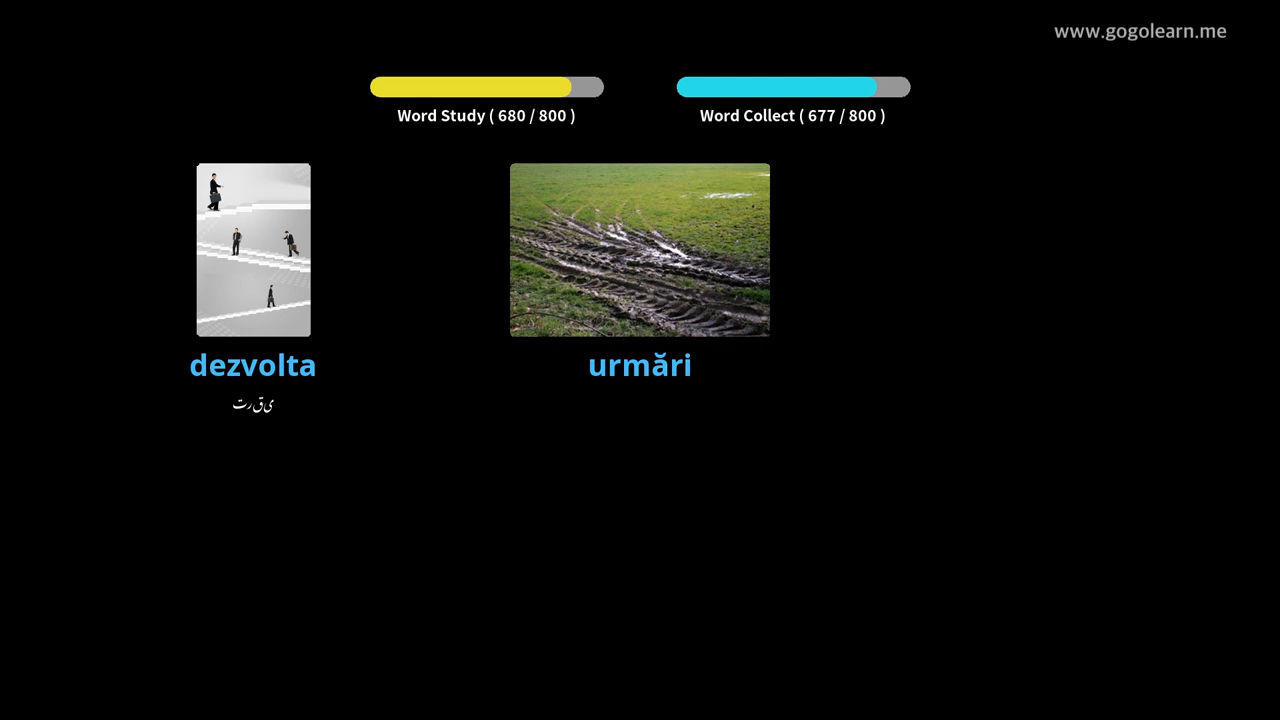 www.gogolearn.me
Word Study ( 680 / 800 )
Word Collect ( 677 / 800 )
dezvolta
urmări
ترقی